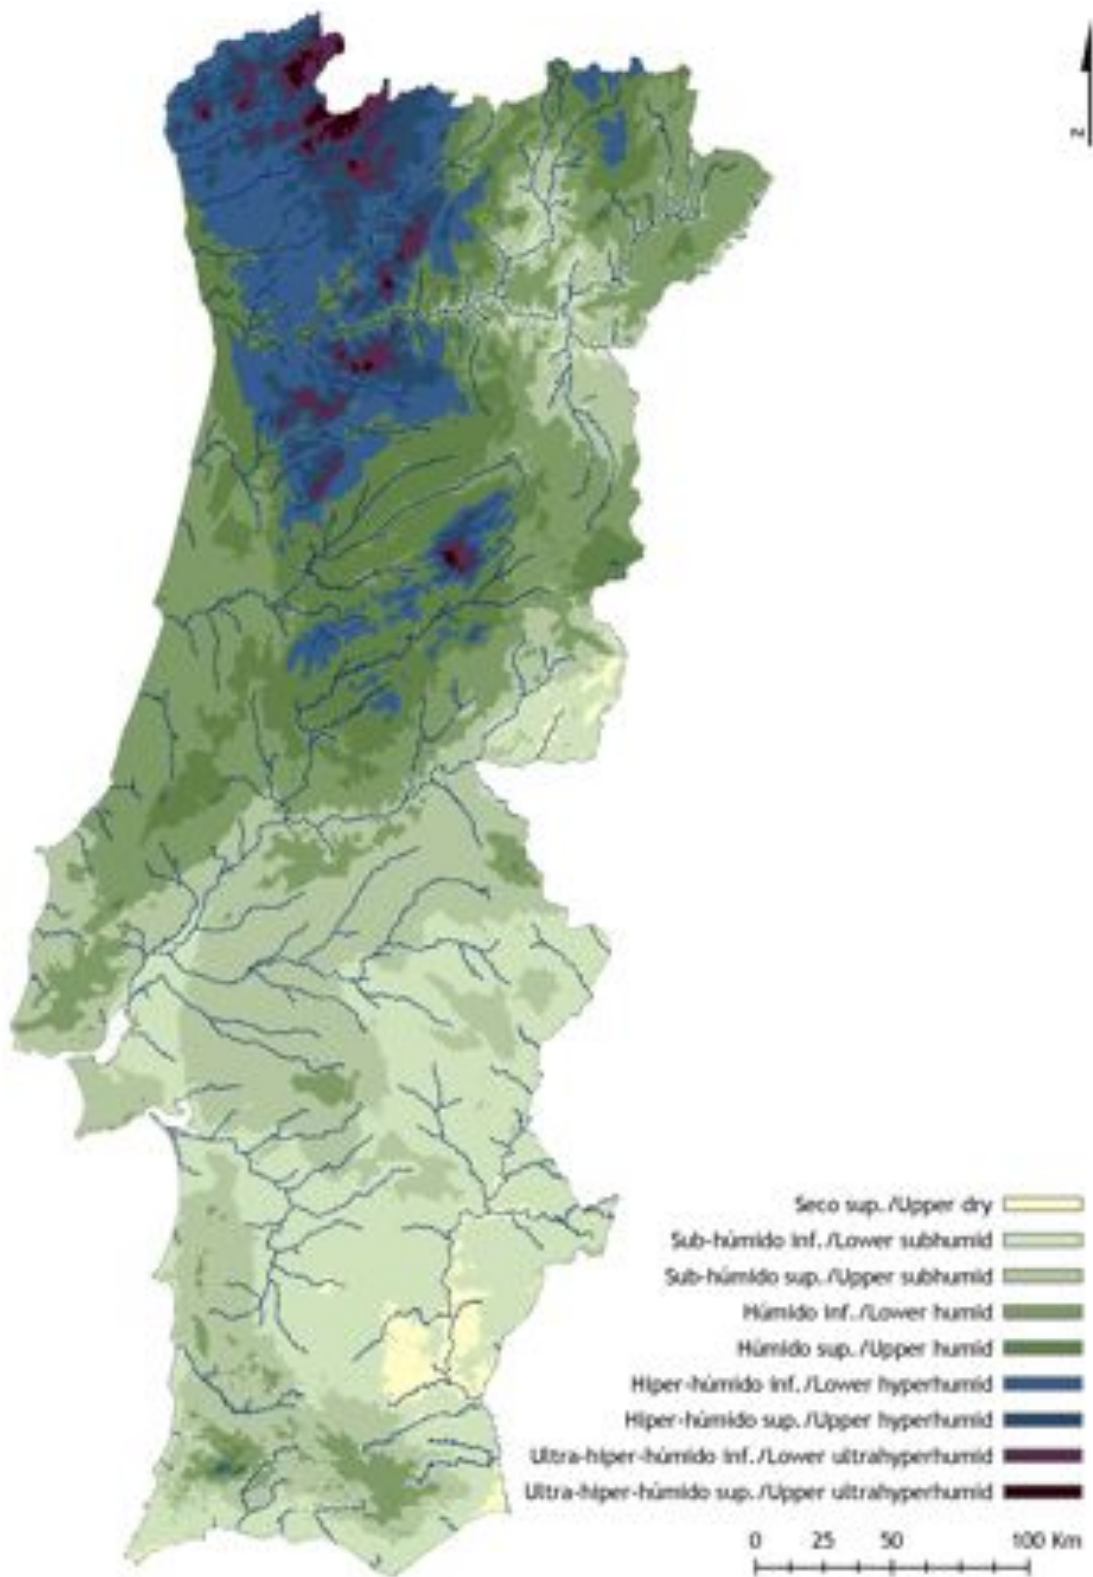 N
Seco sup./Upper dry
Sub-húmido inf./Lower subhumid
Sub-húmido sup./Upper subhumid
Húmido inf./Lower humid
Húmido sup./Upper humid
Hiper-húmido inf./Lower hyperhumid
Hiper-húmido sup./Upper hyperhumid
Ultra-hiper-húmido inf./Lower ultrahyperhumid
Ultra-hiper-húmido sup./Upper ultrahyperhumid
0 25 50 100 Km